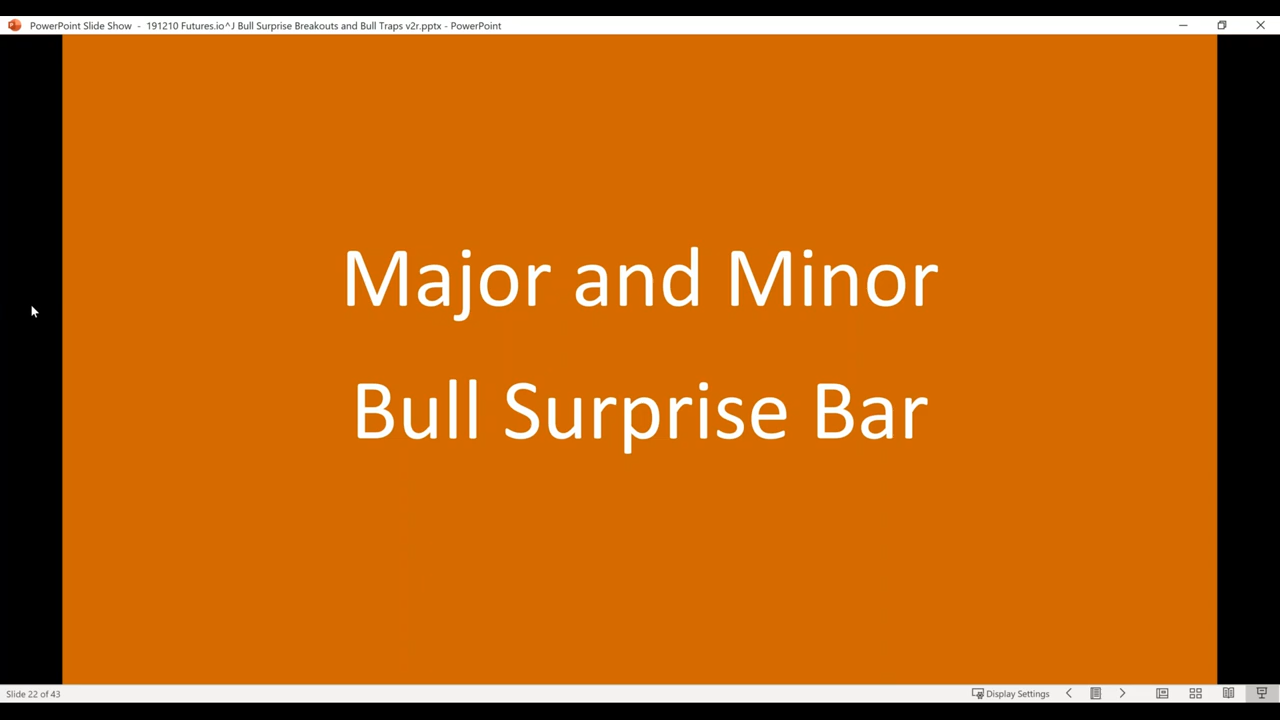 PowerPoint Slide Show - 191210 Futures.io^J Bull Surprise Breakouts and Bull Traps v2r.pptx - PowerPoint
Major and Minor
Bull Surprise Bar
Slide 22 of 43
Display Settings